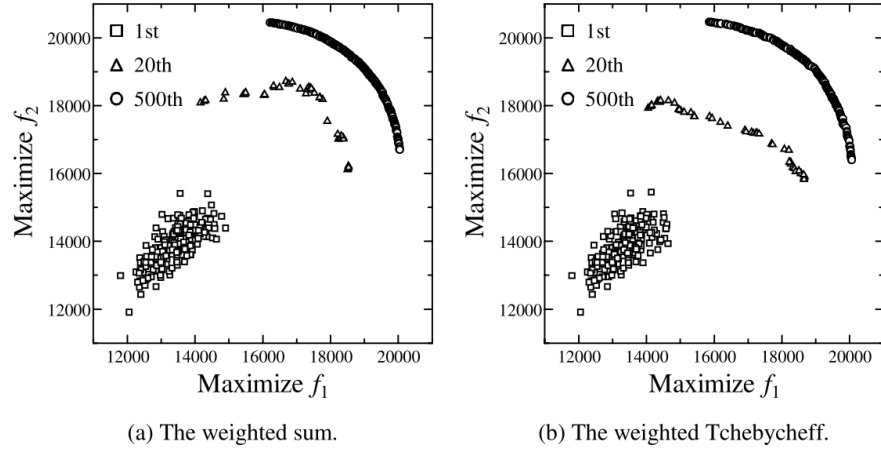 20000
18000
16000
14000
12000
Maximize f2
1st
20th
500th
12000 14000 16000 18000 20000
Maximize f1
(a) The weighted sum.
20000
18000
16000
14000
12000
Maximize f2
1st
20th
500th
12000 14000 16000 18000 20000
Maximize f1
(b) The weighted Tchebycheff.